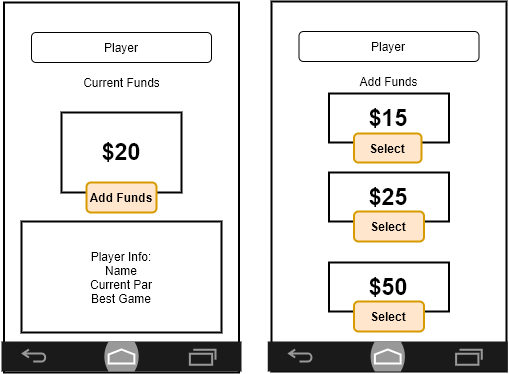 Player
Current Funds
$20
Add Funds
Player Info:
Name
Current Par
Best Game
Player
Add Funds
$15
Select
$25
Select
$50
Select